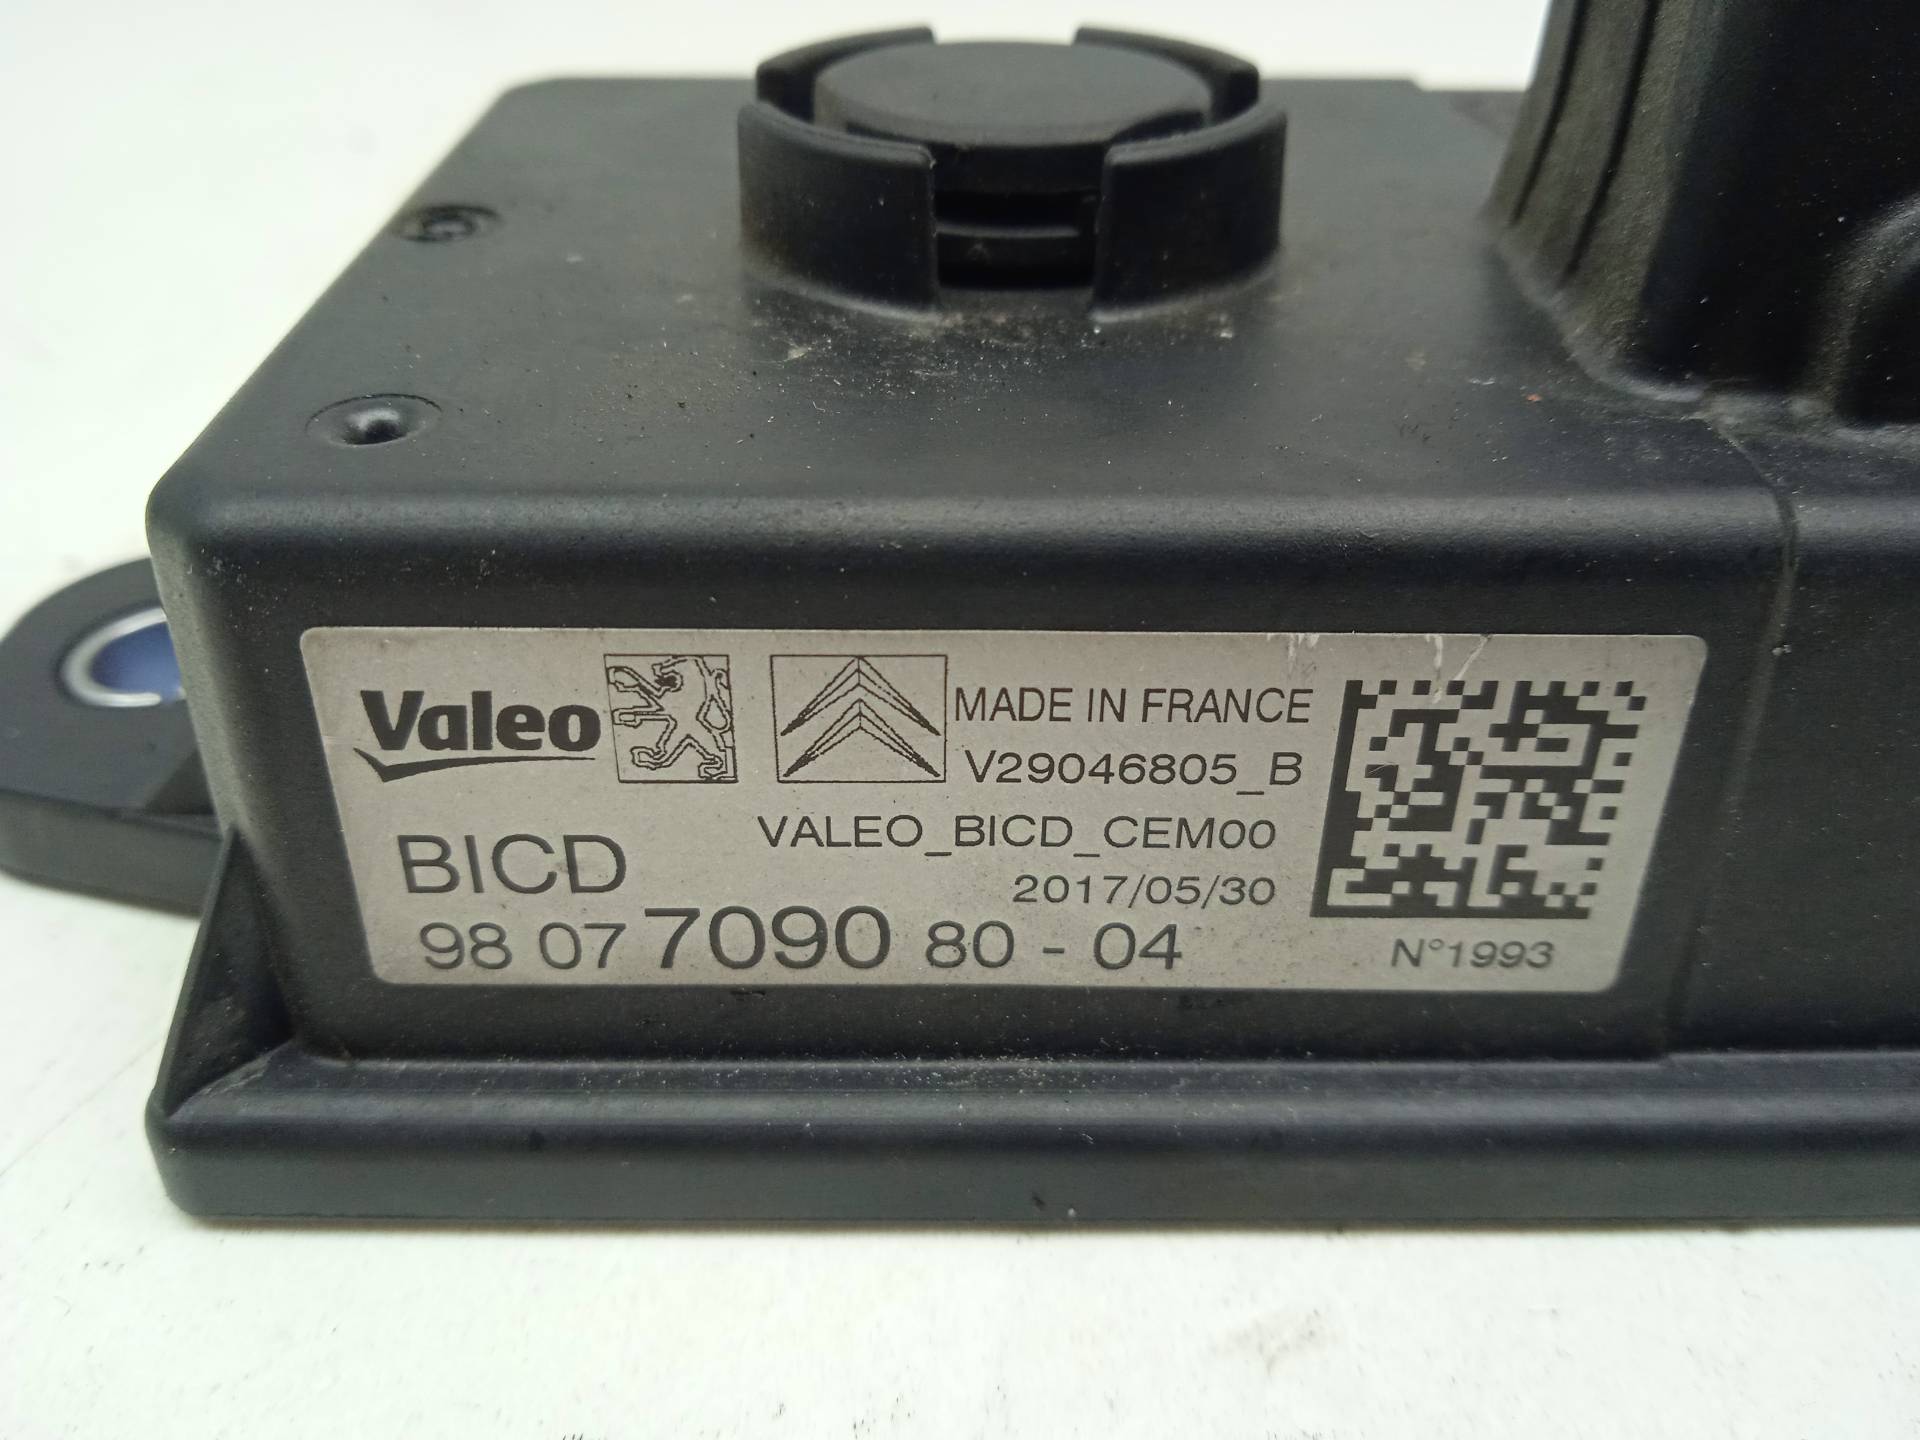 Valeo
MADE IN FRANCE
V29046805_B
VALEO_BICD_CEM00
BICD
2017/05/30
98 07 7090 80 - 04
N°1993